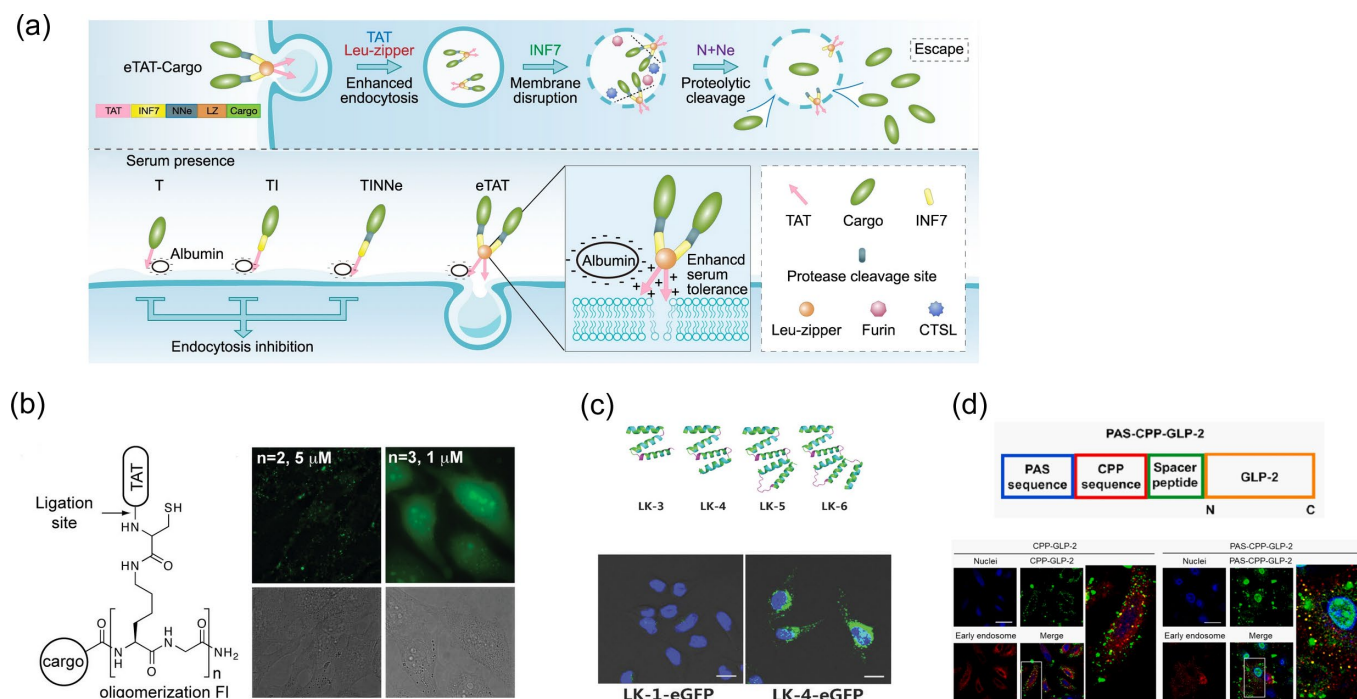 (a)
eTAT-Cargo
TAT INF7 NNe LZ Cargo
TAT
Leu-zipper
Enhanced
endocytosis
INF7
Membrane
disruption
N+Ne
Proteolytic
cleavage
Escape
Serum presence
T
TI
TINNe
eTAT
Albumin
Endocytosis inhibition
Albumin
Enhancd
serum
tolerance
TAT
Cargo
INF7
Protease cleavage site
Leu-zipper
Furin
CTSL
(b)
TAT
Ligation
site
SH
HN
O
HN
O
cargo
N
H
O
H
N
O
NH2
n
oligomerization FI
n=2, 5 μM
n=3, 1 μM
(c)
LK-3 LK-4 LK-5 LK-6
LK-1-eGFP
LK-4-eGFP
(d)
PAS-CPP-GLP-2
PAS
sequence
CPP
sequence
Spacer
peptide
GLP-2
N
C
CPP-GLP-2
Nuclei
CPP-GLP-2
Early endosome
Merge
PAS-CPP-GLP-2
Nuclei
PAS-CPP-GLP-2
Early endosome
Merge